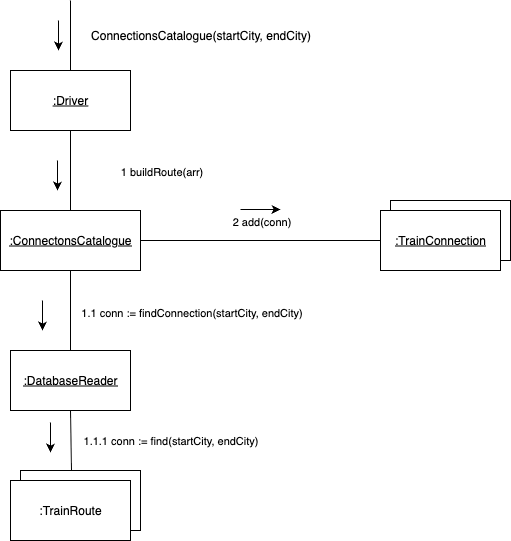 ConnectionsCatalogue(startCity, endCity)
:Driver
1 buildRoute(arr)
2 add(conn)
:ConnectonsCatalogue
:TrainConnection
1.1 conn := findConnection(startCity, endCity)
:DatabaseReader
1.1.1 conn := find(startCity, endCity)
:TrainRoute